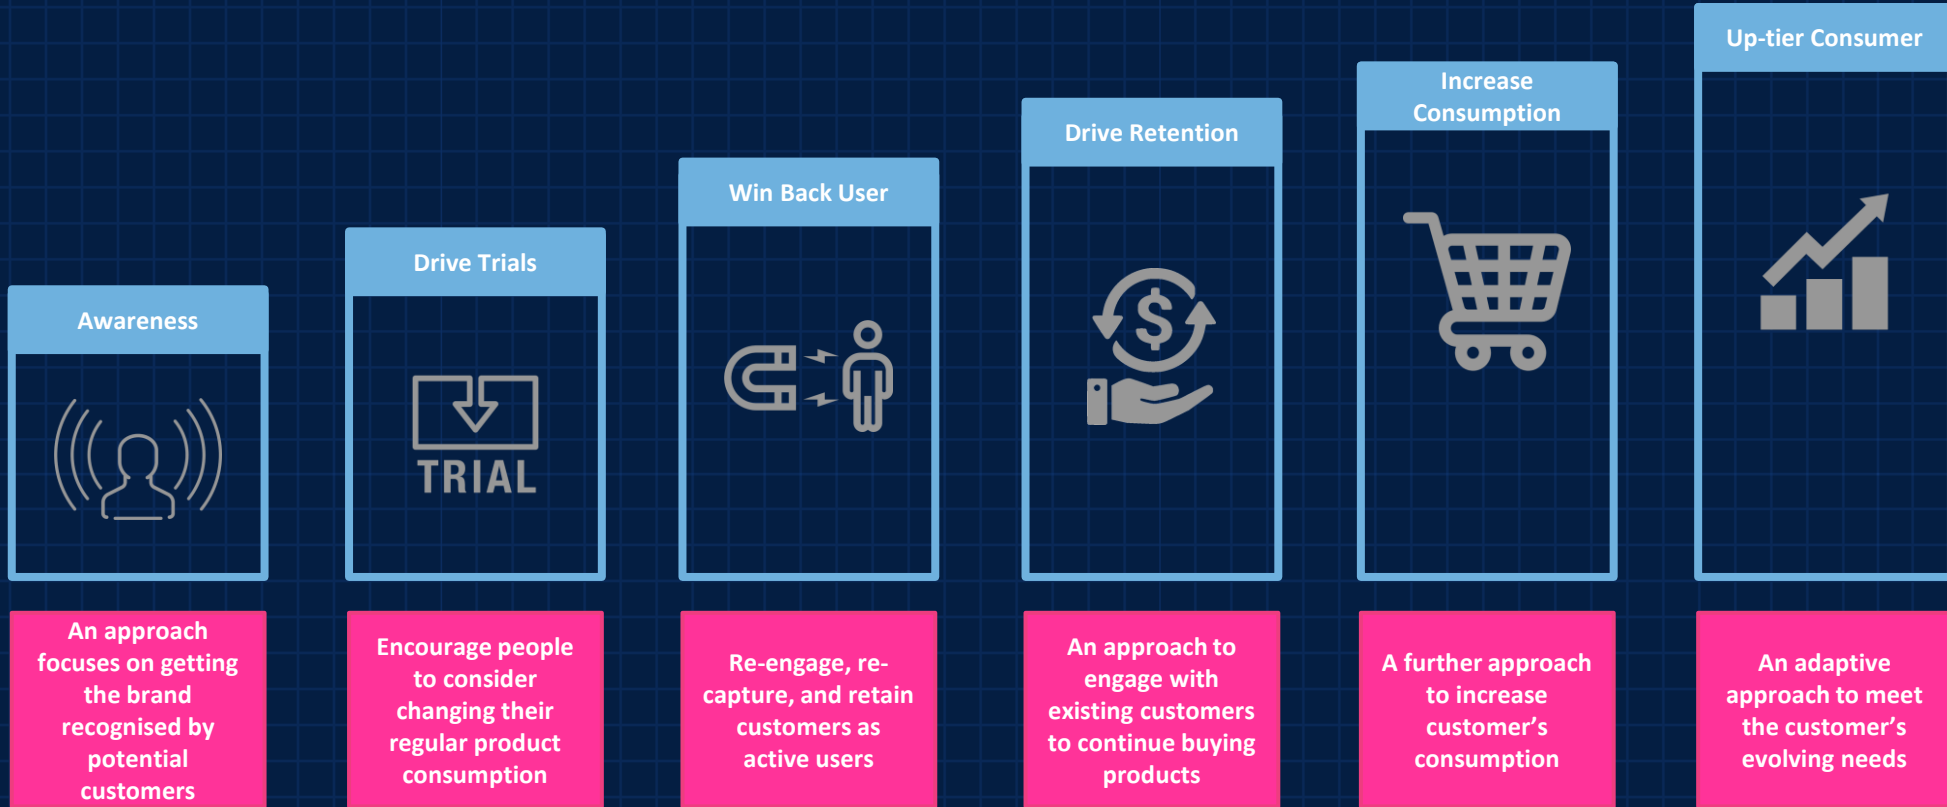 Awareness
Drive Trials
Win Back User
Drive Retention
Increase
Consumption
Up-tier Consumer
TRIAL
$
An approach
focuses on getting
the brand
recognised by
potential
customers
Encourage people
to consider
changing their
regular product
consumption
Re-engage, re-
capture, and retain
customers as
active users
An approach to
engage with
existing customers
to continue buying
products
A further approach
to increase
customer’s
consumption
An adaptive
approach to meet
the customer’s
evolving needs